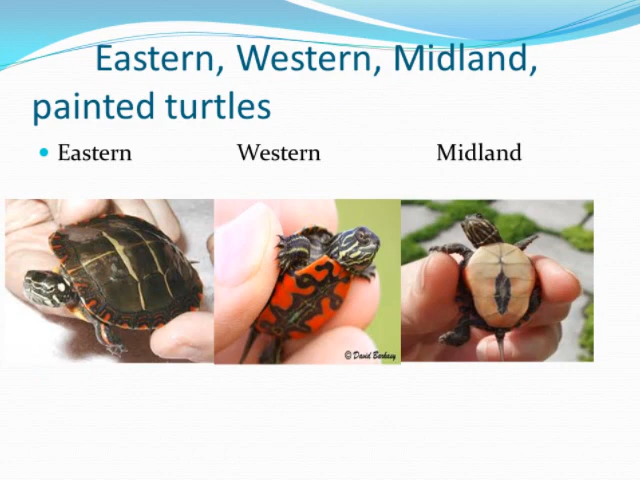 Eastern, Western, Midland,
painted turtles
Eastern Western Midland
© David Barkasy